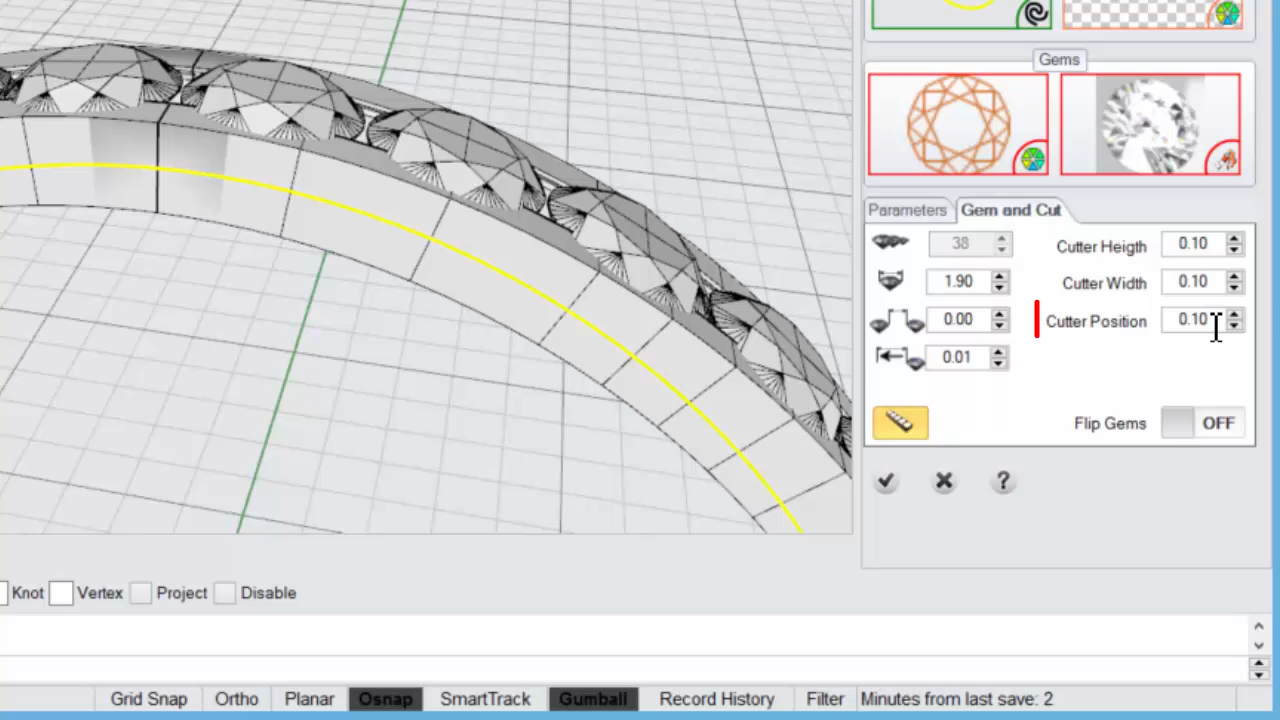 Gems
Parameters Gem and Cut
38 Cutter Heigth 0.10
1.90 Cutter Width 0.10
0.00 Cutter Position 0.10
0.01
Flip Gems OFF
?
Knot Vertex Project Disable
Grid Snap Ortho Planar Osnap SmartTrack Gumball Record History Filter Minutes from last save: 2